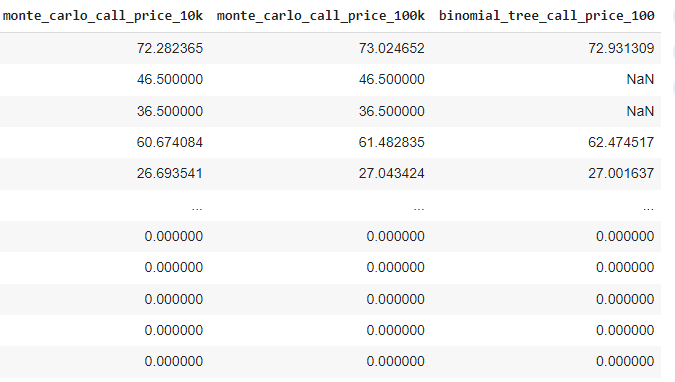 monte_carlo_call_price_10k monte_carlo_call_price_100k binomial_tree_call_price_100
72.282365 73.024652 72.931309
46.500000 46.500000 NaN
36.500000 36.500000 NaN
60.674084 61.482835 62.474517
26.693541 27.043424 27.001637
... ... ...
0.000000 0.000000 0.000000
0.000000 0.000000 0.000000
0.000000 0.000000 0.000000
0.000000 0.000000 0.000000
0.000000 0.000000 0.000000